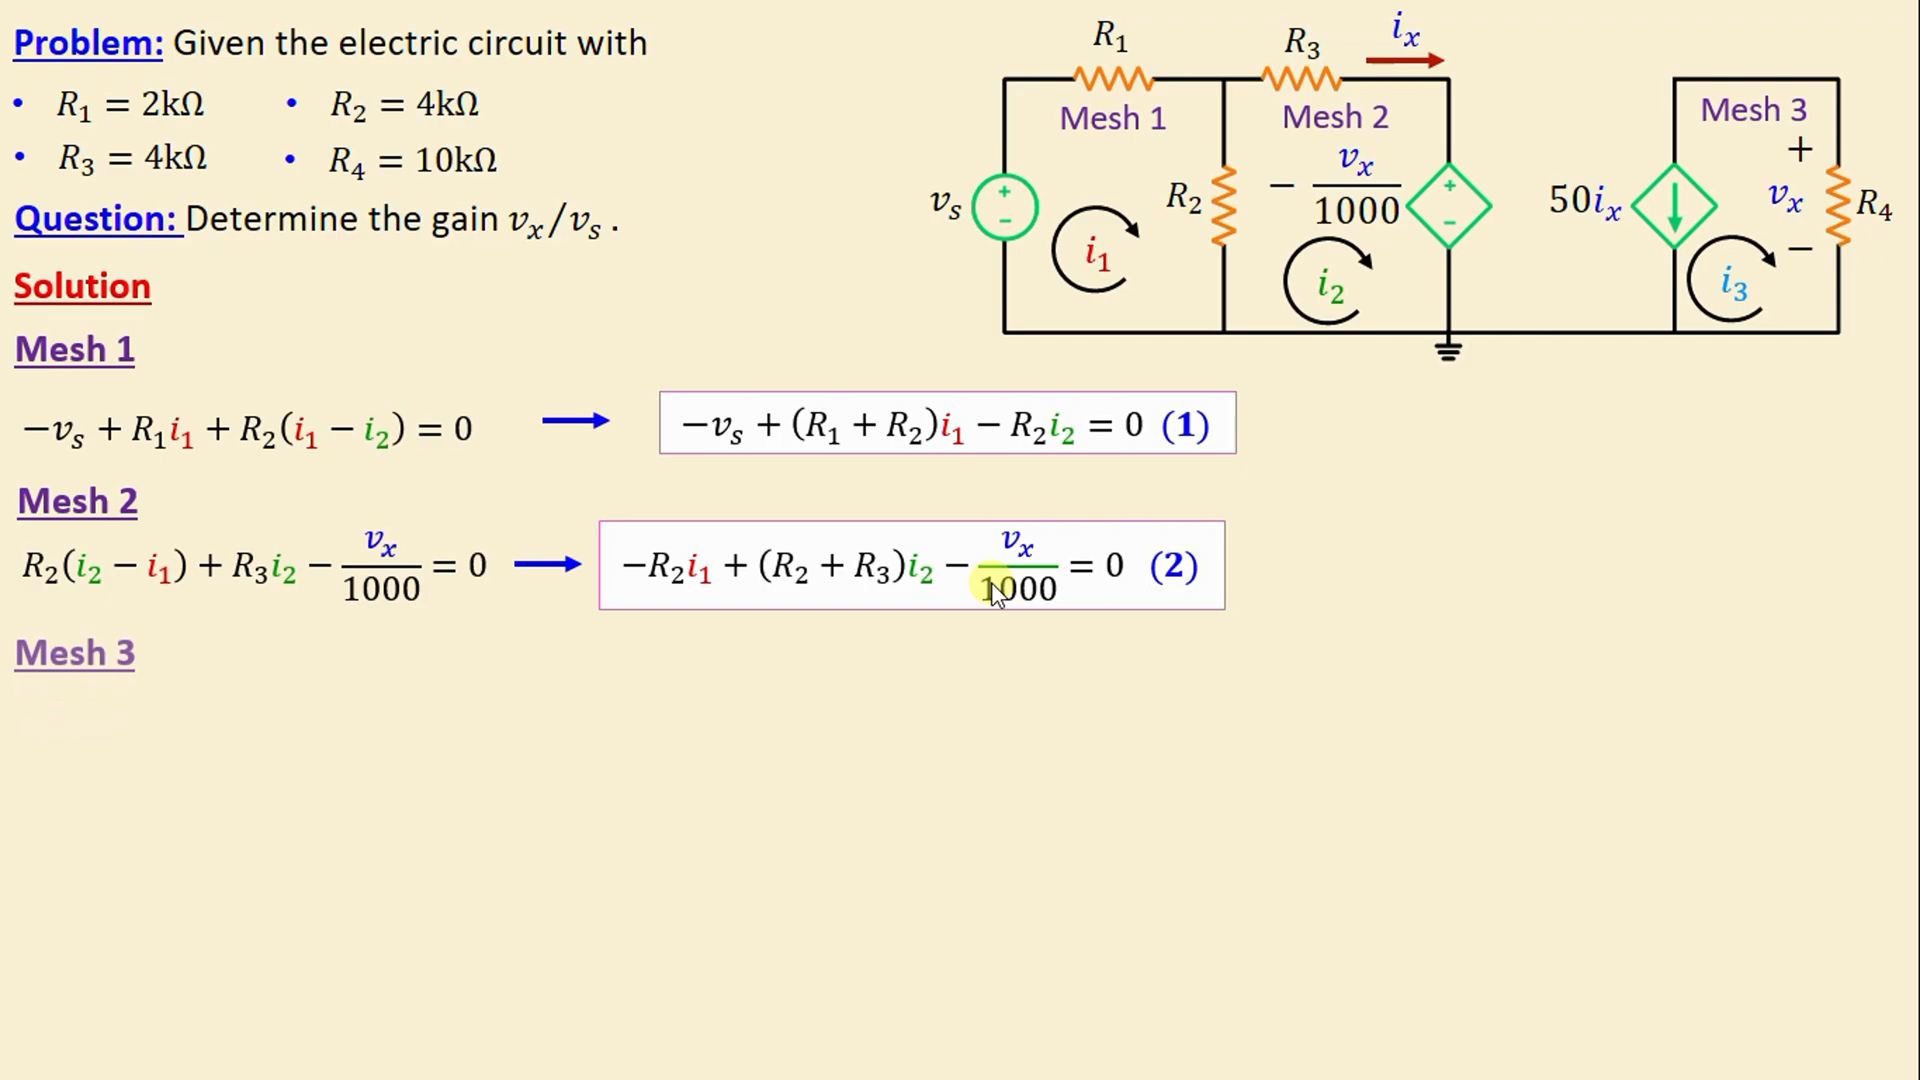 Problem: Given the electric circuit with
• R₁ = 2kΩ • R₂ = 4kΩ
• R₃ = 4kΩ • R₄ = 10kΩ
Question: Determine the gain vₓ/vₛ .
Solution
R₁
R₃
iₓ
Mesh 1
Mesh 2
Mesh 3
vₛ
+
−
R₂
− vₓ/1000
+
−
50iₓ
+
vₓ
−
R₄
i₁
i₂
i₃
Mesh 1
−vₛ + R₁i₁ + R₂(i₁ − i₂) = 0
−vₛ + (R₁ + R₂)i₁ − R₂i₂ = 0 (1)
Mesh 2
R₂(i₂ − i₁) + R₃i₂ − vₓ/1000 = 0
−R₂i₁ + (R₂ + R₃)i₂ − vₓ/1000 = 0 (2)
Mesh 3